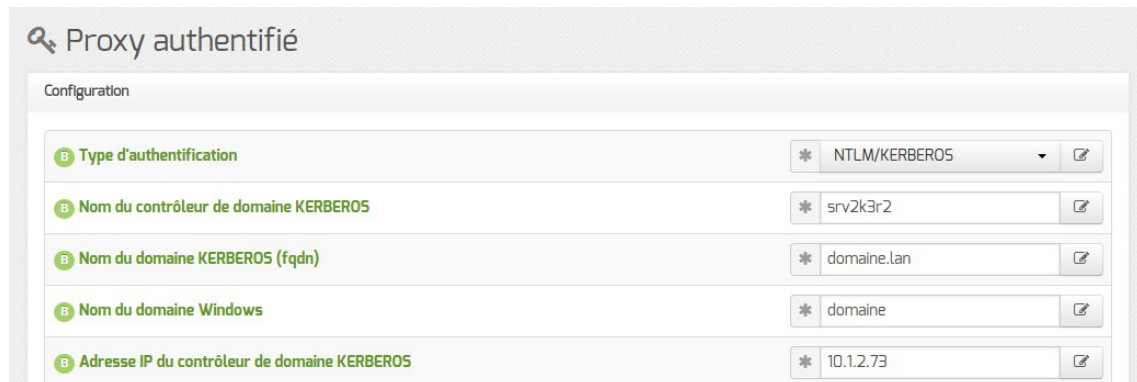 Proxy authentifié
Configuration
B Type d'authentification * NTLM/KERBEROS
B Nom du contrôleur de domaine KERBEROS * srv2k3r2
B Nom du domaine KERBEROS (fqdn) * domaine.lan
B Nom du domaine Windows * domaine
B Adresse IP du contrôleur de domaine KERBEROS * 10.1.2.73